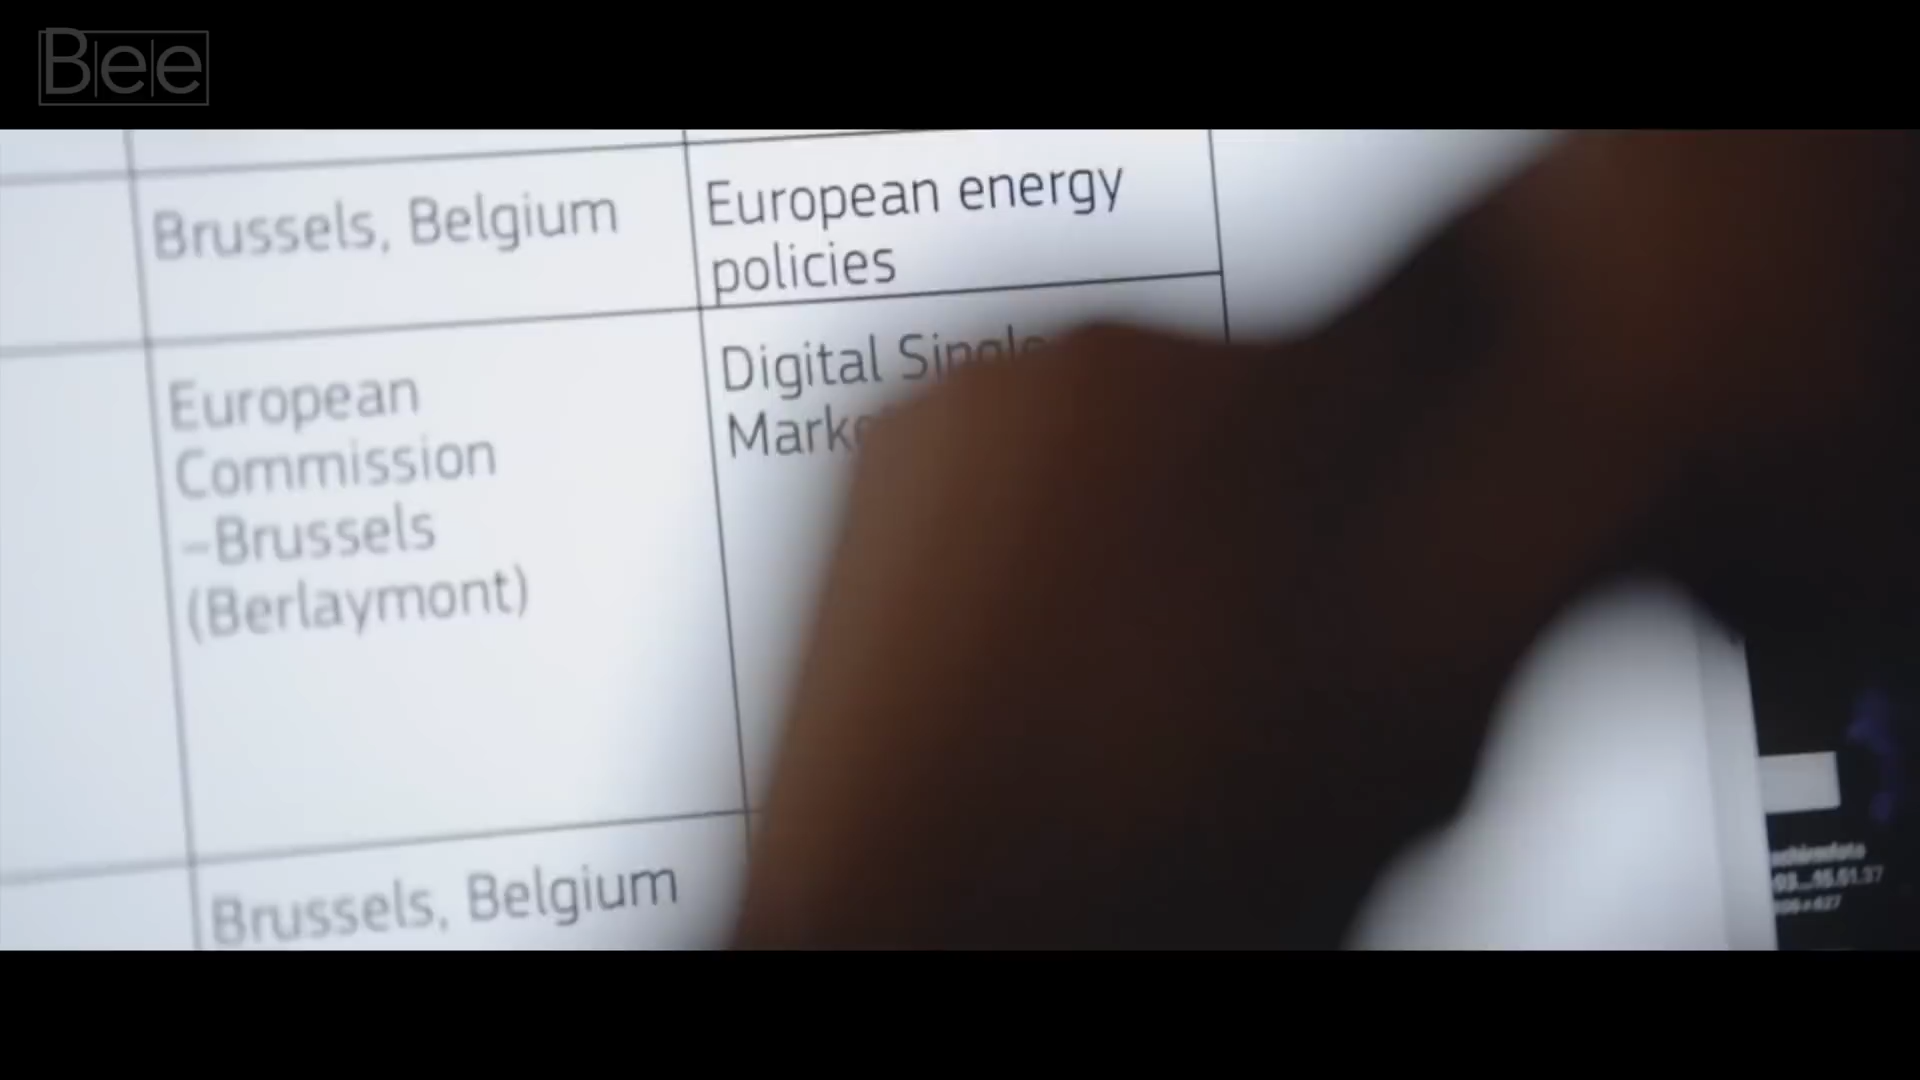 Bee
Brussels, Belgium
European energy
policies
European
Commission
–Brussels
(Berlaymont)
Digital Single
Brussels, Belgium